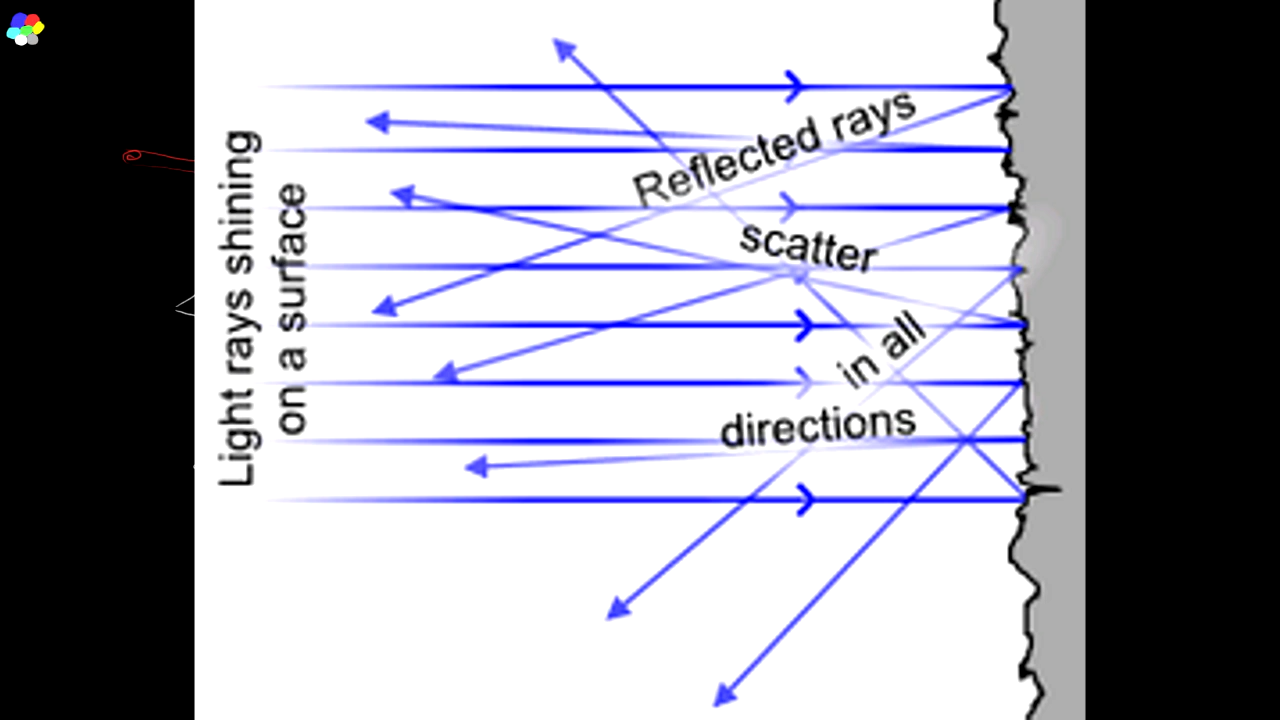 Light rays shining
on a surface
Reflected rays
scatter
in all
directions